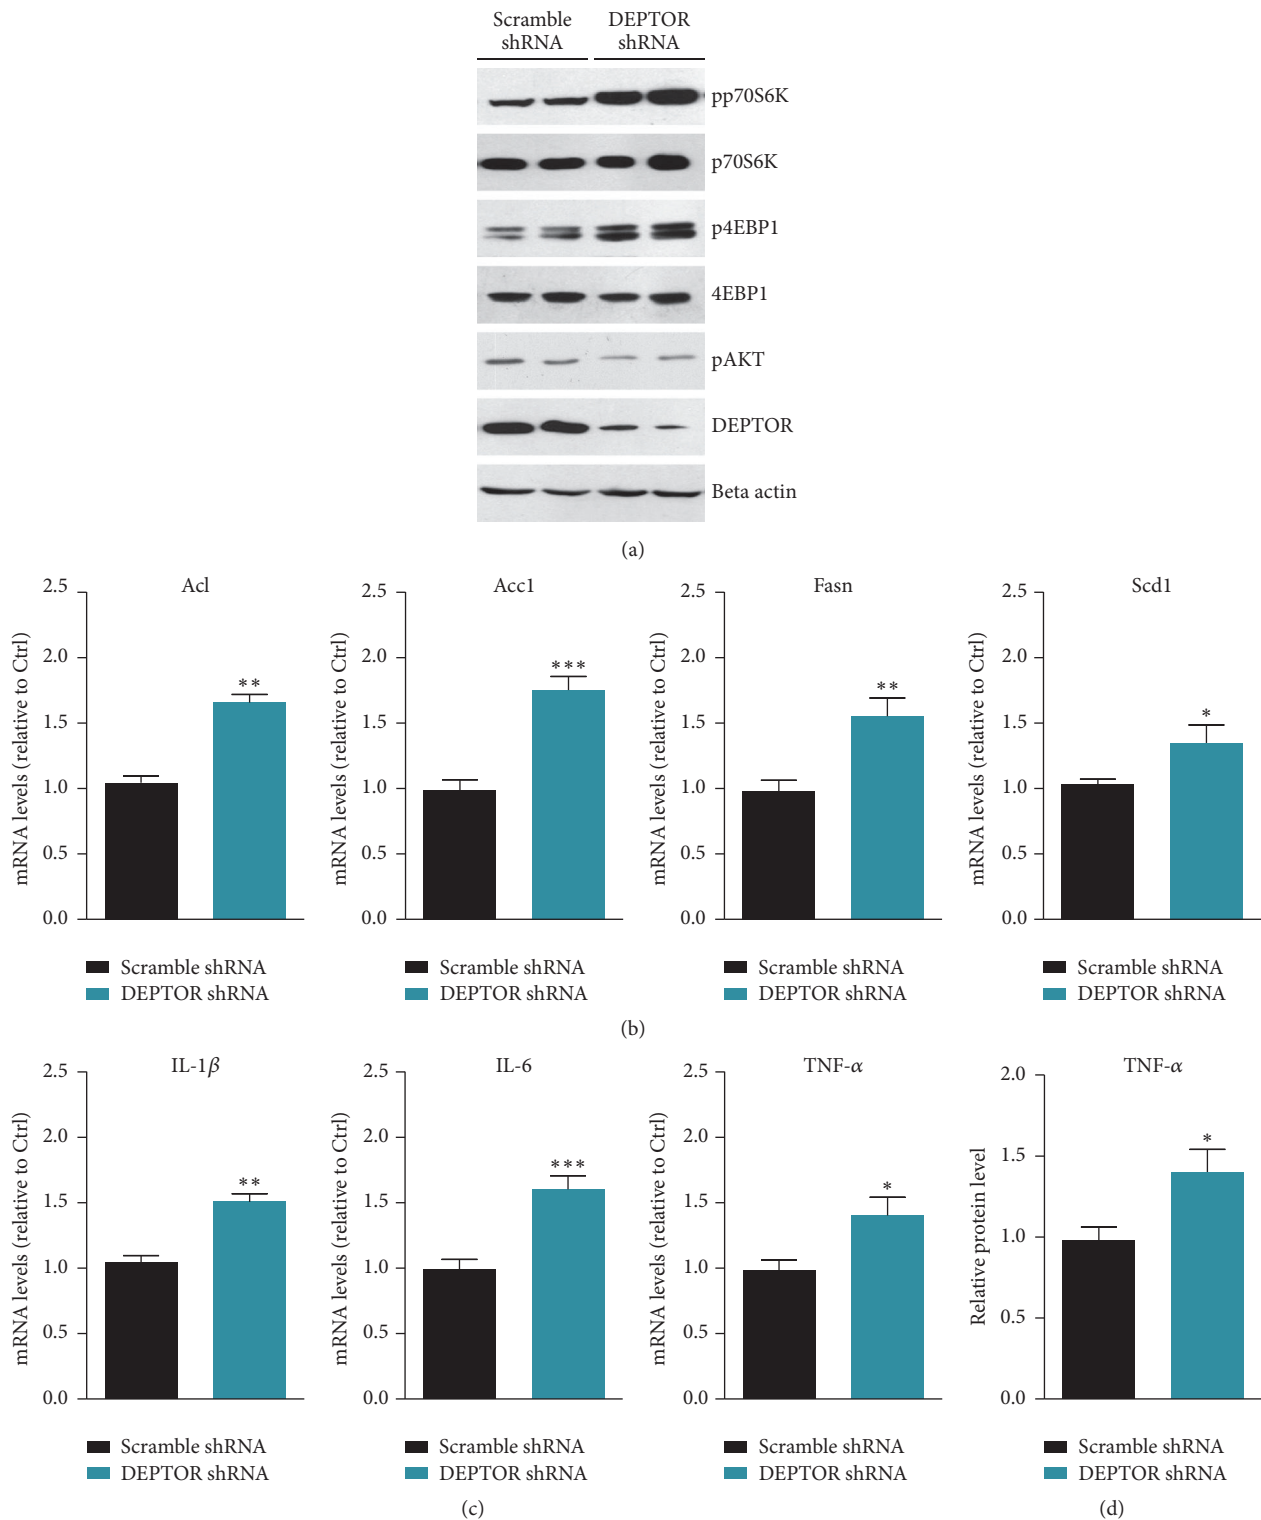 Scramble shRNA
DEPTOR shRNA
pp70S6K
p70S6K
p4EBP1
4EBP1
pAKT
DEPTOR
Beta actin
(a)
Acl
mRNA levels (relative to Ctrl)
2.5
2.0
1.5
1.0
0.5
0.0
**
Scramble shRNA
DEPTOR shRNA
Acc1
mRNA levels (relative to Ctrl)
2.5
2.0
1.5
1.0
0.5
0.0
***
Scramble shRNA
DEPTOR shRNA
Fasn
mRNA levels (relative to Ctrl)
2.5
2.0
1.5
1.0
0.5
0.0
**
Scramble shRNA
DEPTOR shRNA
Scd1
mRNA levels (relative to Ctrl)
2.5
2.0
1.5
1.0
0.5
0.0
*
Scramble shRNA
DEPTOR shRNA
(b)
IL-1β
mRNA levels (relative to Ctrl)
2.5
2.0
1.5
1.0
0.5
0.0
**
Scramble shRNA
DEPTOR shRNA
IL-6
mRNA levels (relative to Ctrl)
2.5
2.0
1.5
1.0
0.5
0.0
***
Scramble shRNA
DEPTOR shRNA
TNF-α
mRNA levels (relative to Ctrl)
2.5
2.0
1.5
1.0
0.5
0.0
*
Scramble shRNA
DEPTOR shRNA
(c)
TNF-α
Relative protein level
2.0
1.5
1.0
0.5
0.0
*
Scramble shRNA
DEPTOR shRNA
(d)